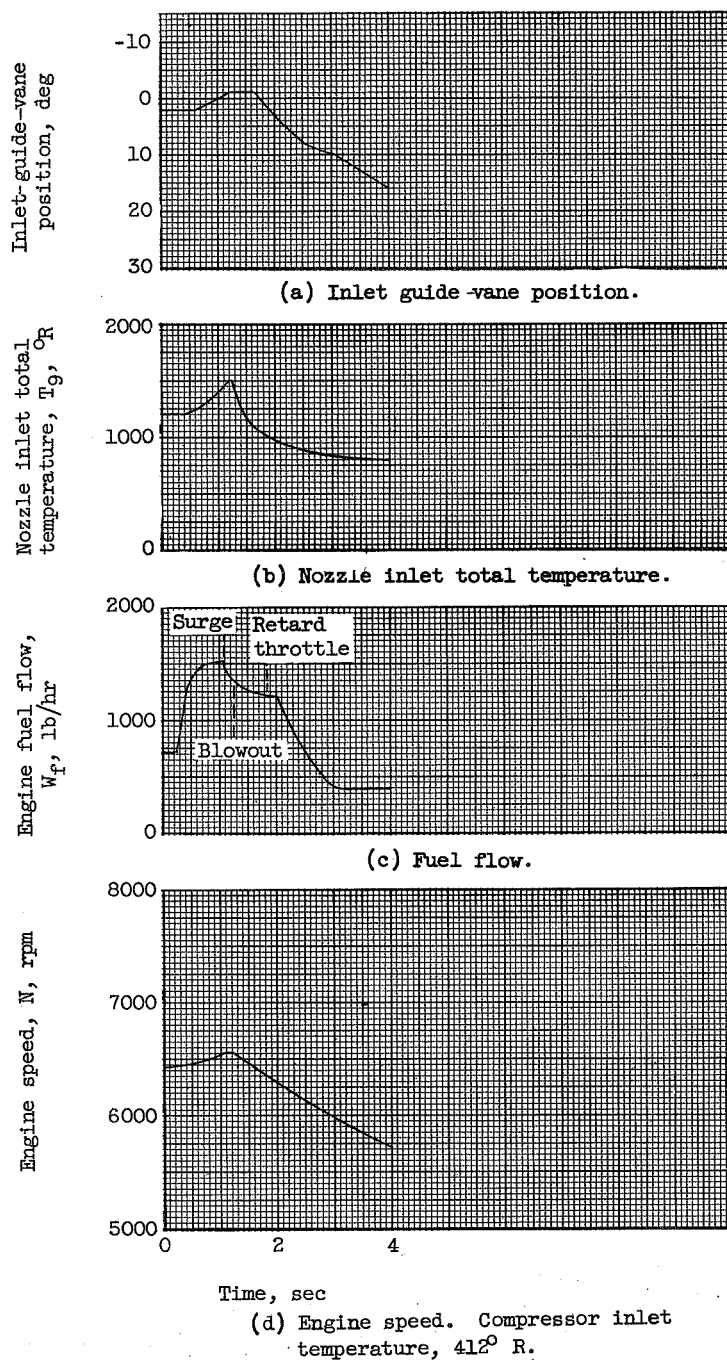 -10
0
10
20
30
Inlet-guide-vane
position, deg
(a) Inlet guide-vane position.
2000
1000
0
Nozzle inlet total
temperature, T9, °R
(b) Nozzle inlet total temperature.
2000
1000
0
Engine fuel flow,
Wf, lb/hr
Surge
Retard
throttle
Blowout
(c) Fuel flow.
8000
7000
6000
5000
Engine speed, N, rpm
0 2 4
Time, sec
(d) Engine speed. Compressor inlet
temperature, 412° R.